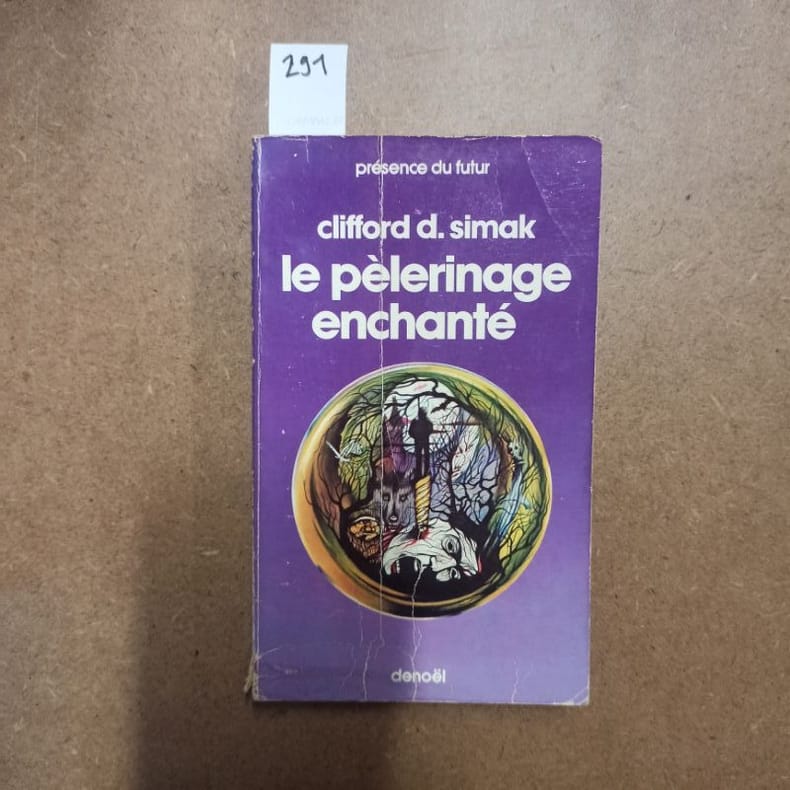 291
présence du futur
clifford d. simak
le pèlerinage
enchanté
denoël